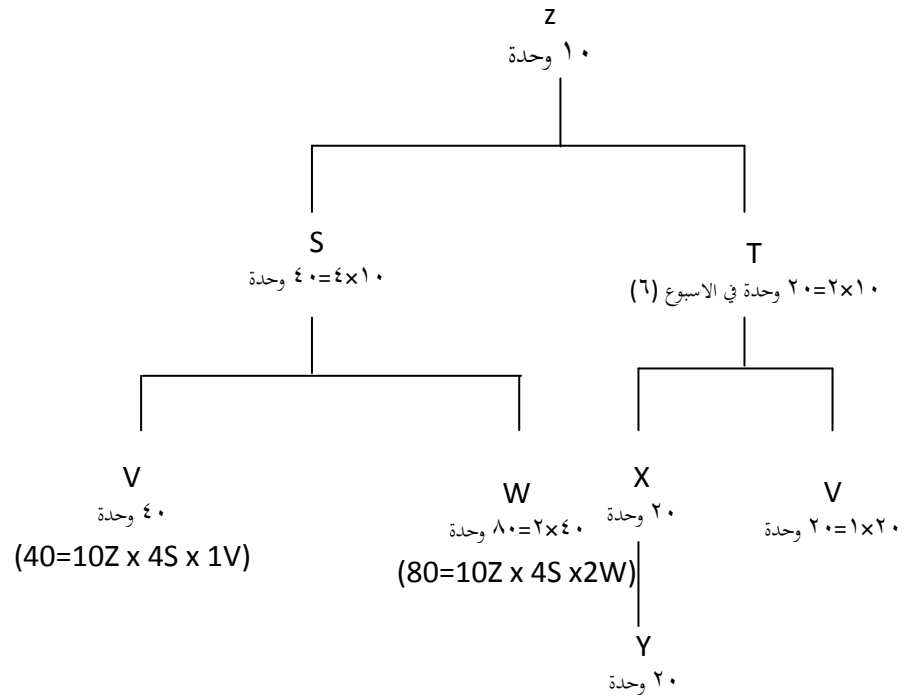 z
١٠ وحدة
S
١٠×٤=٤٠ وحدة
T
١٠×٢=٢٠ وحدة في الاسبوع (٦)
V
٤٠ وحدة
(40=10Z x 4S x 1V)
W
٤٠×٢=٨٠ وحدة
(80=10Z x 4S x2W)
X
٢٠ وحدة
V
٢٠×١=٢٠ وحدة
Y
٢٠ وحدة